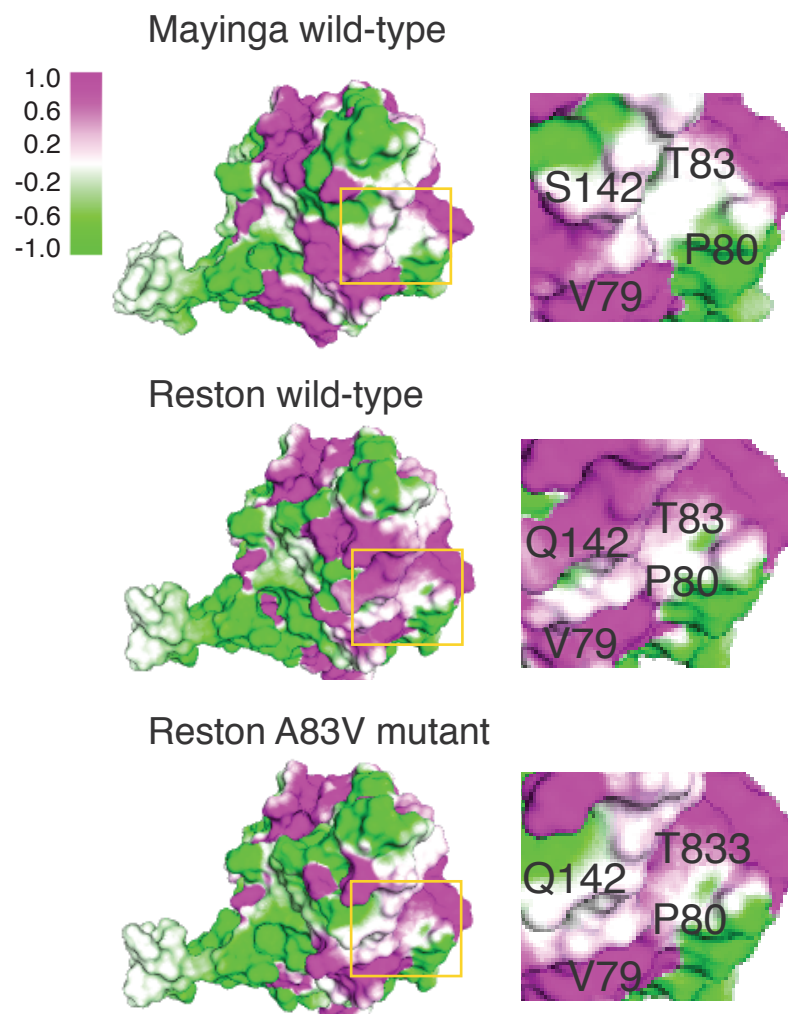 Mayinga wild-type
1.0
0.6
0.2
-0.2
-0.6
-1.0
T83
S142
P80
V79
Reston wild-type
T83
Q142
P80
V79
Reston A83V mutant
T833
Q142
P80
V79